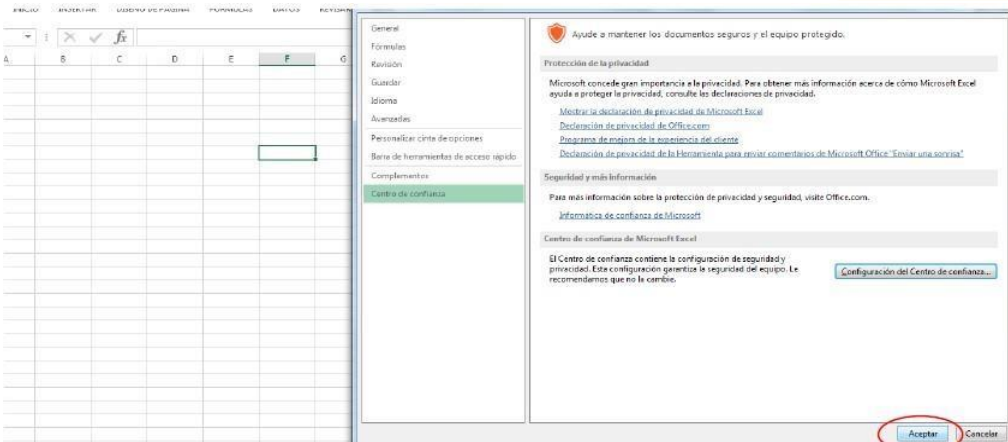 INICIO INSERTAR DISEÑO DE PÁGINA FÓRMULAS DATOS REVISAR
fx
A B C D E F G
General
Fórmulas
Revisión
Guardar
Idioma
Avanzadas
Personalizar cinta de opciones
Barra de herramientas de acceso rápido
Complementos
Centro de confianza
Ayude a mantener los documentos seguros y el equipo protegido.
Protección de la privacidad
Microsoft concede gran importancia a la privacidad. Para obtener más información acerca de cómo Microsoft Excel
ayuda a proteger la privacidad, consulte las declaraciones de privacidad.
Mostrar la declaración de privacidad de Microsoft Excel
Declaración de privacidad de Office.com
Programa de mejora de la experiencia del cliente
Declaración de privacidad de la Herramienta para enviar comentarios de Microsoft Office "Enviar una sonrisa"
Seguridad y más información
Para más información sobre la protección de privacidad y seguridad, visite Office.com.
Informática de confianza de Microsoft
Centro de confianza de Microsoft Excel
El Centro de confianza contiene la configuración de seguridad y
privacidad. Esta configuración garantiza la seguridad del equipo. Le
recomendamos que no la cambie.
Configuración del Centro de confianza...
Aceptar Cancelar